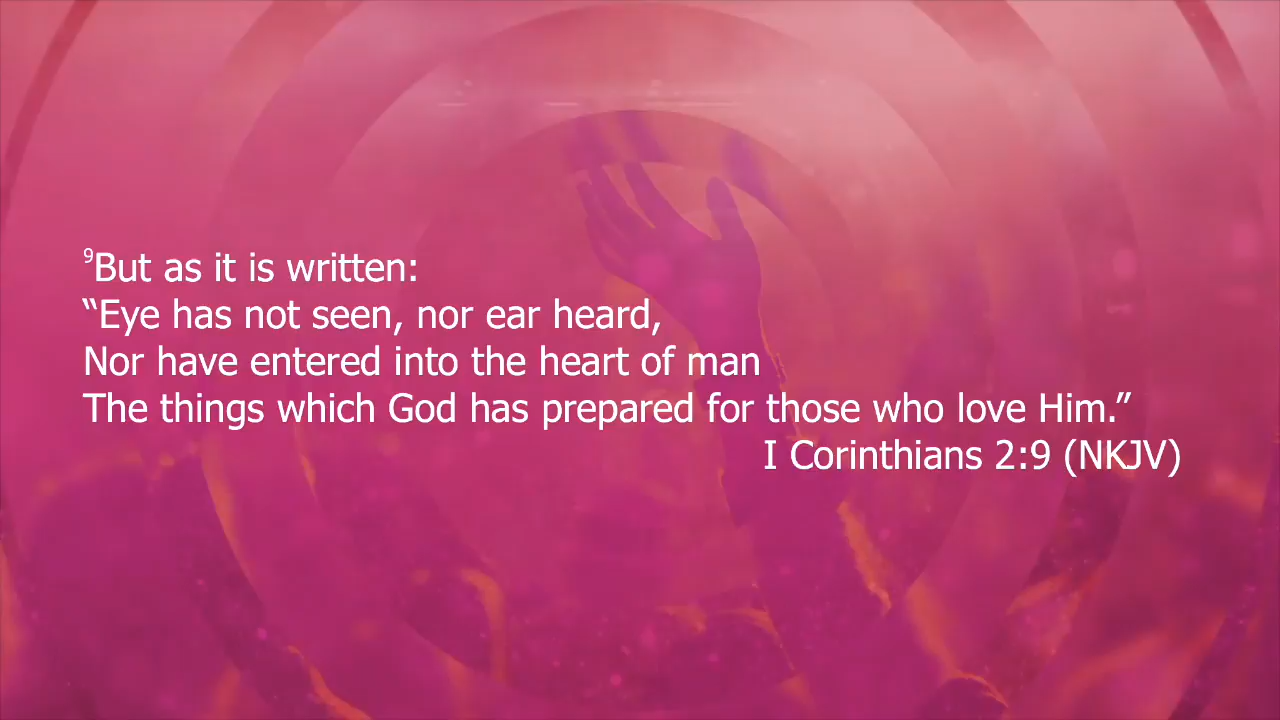 ⁹But as it is written:
“Eye has not seen, nor ear heard,
Nor have entered into the heart of man
The things which God has prepared for those who love Him.”
I Corinthians 2:9 (NKJV)